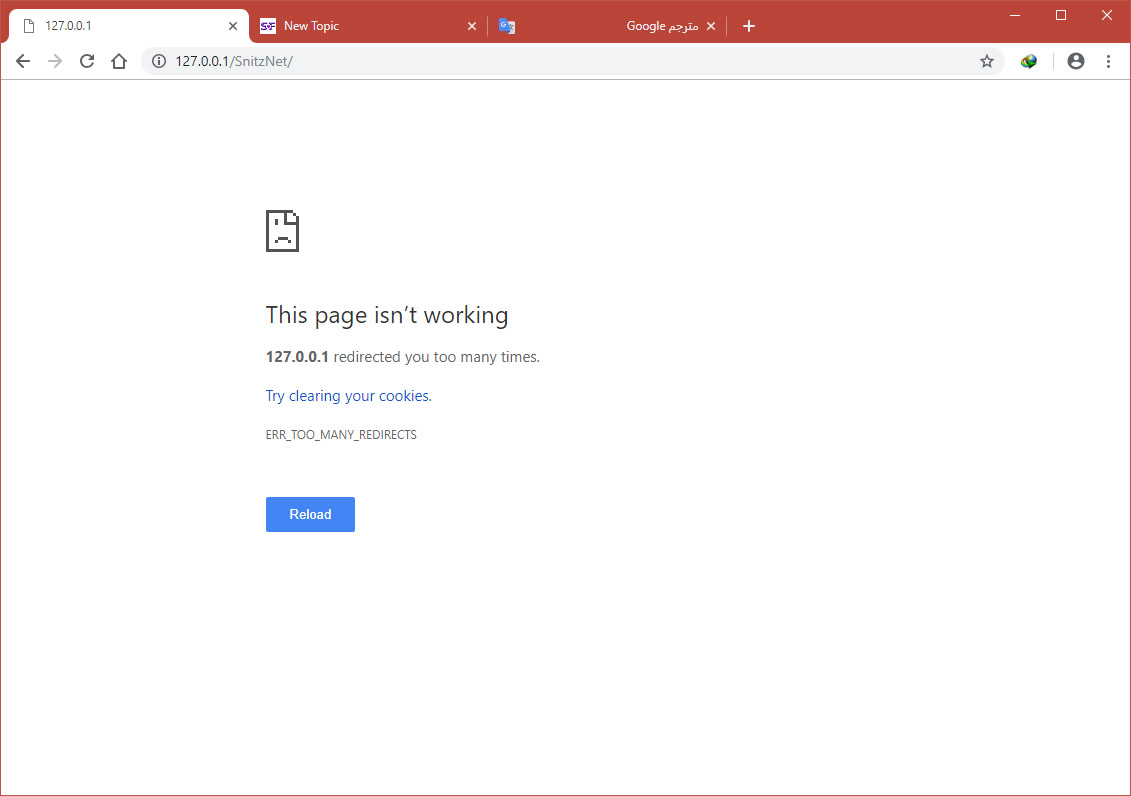 127.0.0.1
New Topic
مترجم Google
127.0.0.1/SnitzNet/
This page isn’t working
127.0.0.1 redirected you too many times.
Try clearing your cookies.
ERR_TOO_MANY_REDIRECTS
Reload